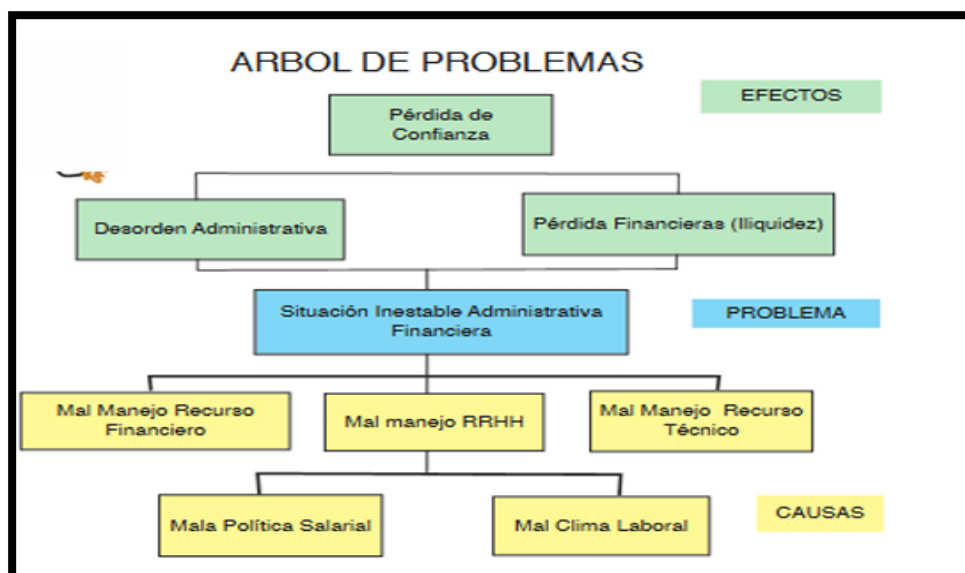 ARBOL DE PROBLEMAS
EFECTOS
Pérdida de
Confianza
Desorden Administrativa
Pérdida Financieras (Iliquidez)
Situación Inestable Administrativa
Financiera
PROBLEMA
Mal Manejo Recurso
Financiero
Mal manejo RRHH
Mal Manejo Recurso
Técnico
Mala Política Salarial
Mal Clima Laboral
CAUSAS